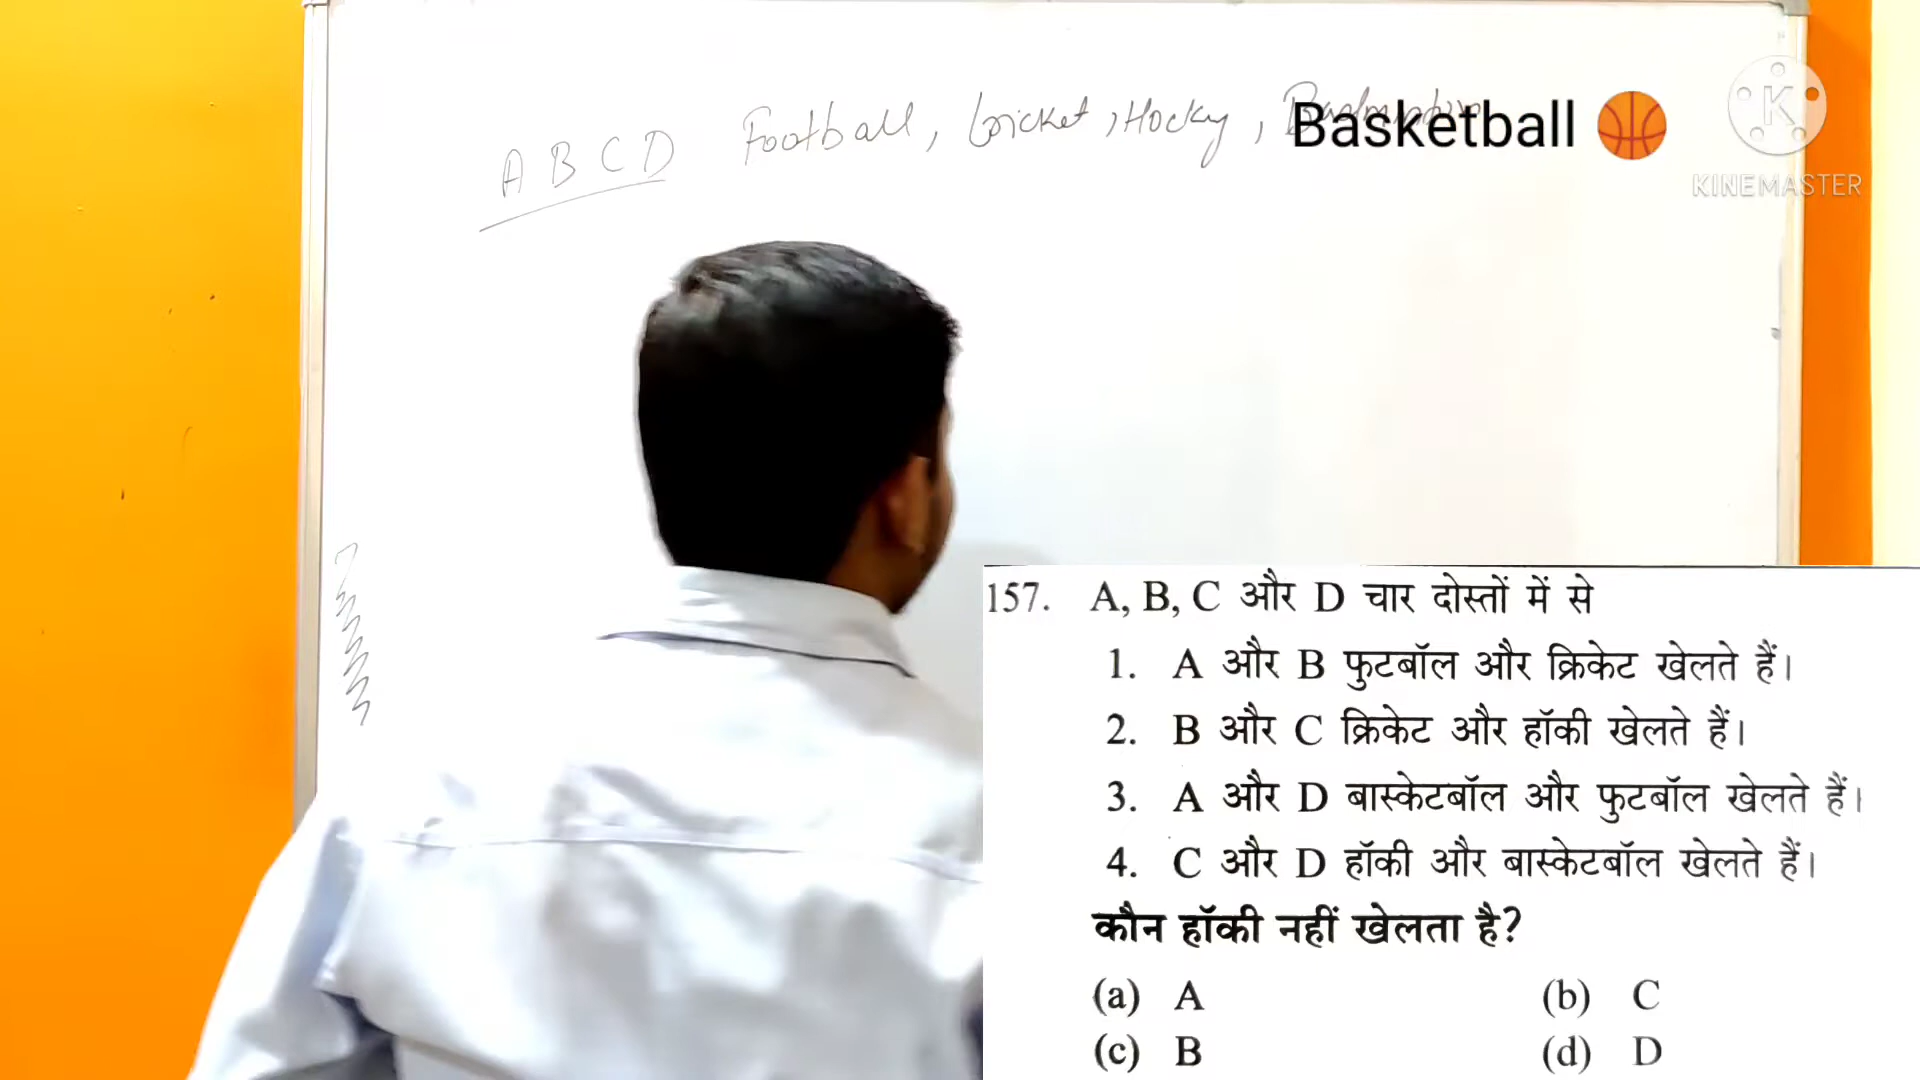 A B C D Football, Cricket, Hocky,
Basketball
KINEMASTER
157. A, B, C और D चार दोस्तों में से
1. A और B फुटबॉल और क्रिकेट खेलते हैं।
2. B और C क्रिकेट और हॉकी खेलते हैं।
3. A और D बास्केटबॉल और फुटबॉल खेलते हैं।
4. C और D हॉकी और बास्केटबॉल खेलते हैं।
कौन हॉकी नहीं खेलता है?
(a) A (b) C
(c) B (d) D